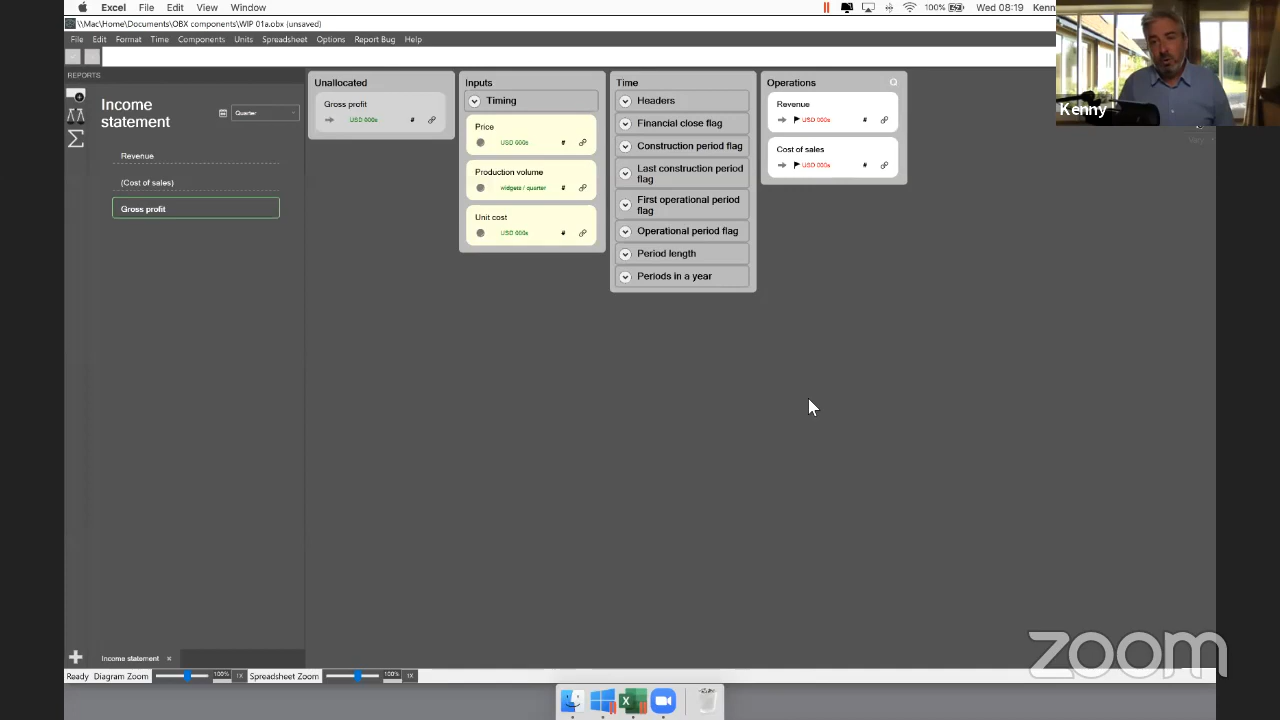 Excel File Edit View Window
100%
Wed 08:19
Kenn
\\Mac\Home\Documents\OBX components\WIP 01a.obx (unsaved)
File Edit Format Time Components Units Spreadsheet Options Report Bug Help
REPORTS
Income
statement
Quarter
Revenue
(Cost of sales)
Gross profit
Unallocated
Gross profit
USD 000s #
Inputs
Timing
Price
USD 000s #
Production volume
widgets / quarter #
Unit cost
USD 000s #
Time
Headers
Financial close flag
Construction period flag
Last construction period
flag
First operational period
flag
Operational period flag
Period length
Periods in a year
Operations
Revenue
USD 000s #
Cost of sales
USD 000s #
Kenny
Income statement ×
Ready Diagram Zoom 100% 1X Spreadsheet Zoom 100% 1X
zoom